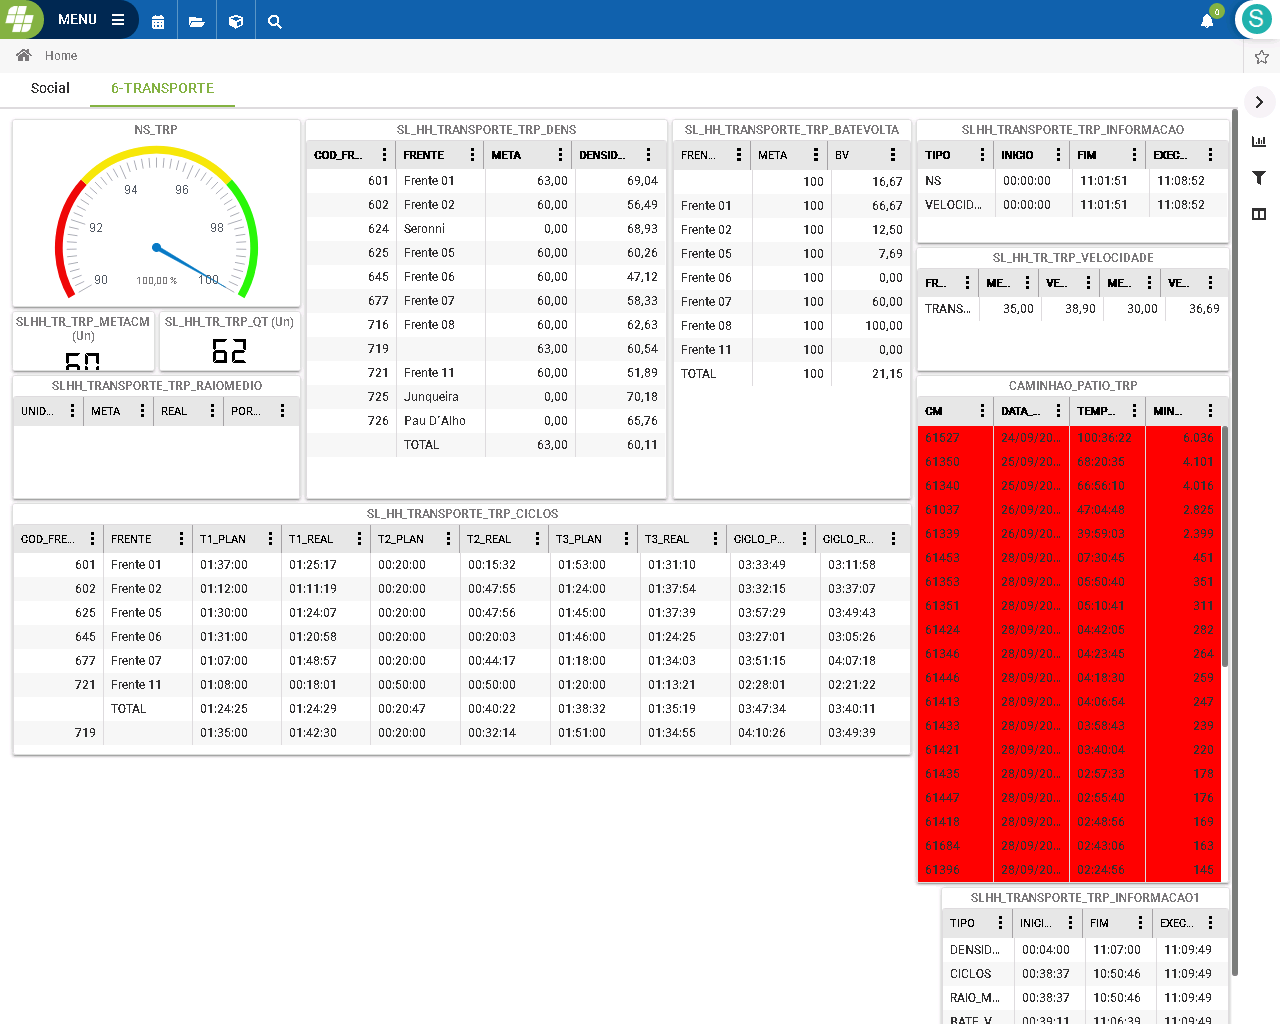 MENU
0
S
Home
Social
6-TRANSPORTE
NS_TRP
90
92
94
96
98
100
100,00 %
SLHH_TR_TRP_METACM (Un)
60
SL_HH_TR_TRP_QT (Un)
62
SLHH_TRANSPORTE_TRP_RAIOMEDIO
UNID... META REAL POR...
SL_HH_TRANSPORTE_TRP_DENS
COD_FR... FRENTE META DENSID...
601 Frente 01 63,00 69,04
602 Frente 02 60,00 56,49
624 Seronni 0,00 68,93
625 Frente 05 60,00 60,26
645 Frente 06 60,00 47,12
677 Frente 07 60,00 58,33
716 Frente 08 60,00 62,63
719 63,00 60,54
721 Frente 11 60,00 51,89
725 Junqueira 0,00 70,18
726 Pau D´Alho 0,00 65,76
TOTAL 63,00 60,11
SL_HH_TRANSPORTE_TRP_BATEVOLTA
FREN... META BV
100 16,67
Frente 01 100 66,67
Frente 02 100 12,50
Frente 05 100 7,69
Frente 06 100 0,00
Frente 07 100 60,00
Frente 08 100 100,00
Frente 11 100 0,00
TOTAL 100 21,15
SLHH_TRANSPORTE_TRP_INFORMACAO
TIPO INICIO FIM EXEC...
NS 00:00:00 11:01:51 11:08:52
VELOCID... 00:00:00 11:01:51 11:08:52
SL_HH_TR_TRP_VELOCIDADE
FR... ME... VE... ME... VE...
TRANS... 35,00 38,90 30,00 36,69
CAMINHAO_PATIO_TRP
CM DATA_... TEMP... MIN...
61527 24/09/20... 100:36:22 6.036
61350 25/09/20... 68:20:35 4.101
61340 25/09/20... 66:56:10 4.016
61037 26/09/20... 47:04:48 2.825
61339 26/09/20... 39:59:03 2.399
61453 28/09/20... 07:30:45 451
61353 28/09/20... 05:50:40 351
61351 28/09/20... 05:10:41 311
61424 28/09/20... 04:42:05 282
61346 28/09/20... 04:23:45 264
61446 28/09/20... 04:18:30 259
61413 28/09/20... 04:06:54 247
61433 28/09/20... 03:58:43 239
61421 28/09/20... 03:40:04 220
61435 28/09/20... 02:57:33 178
61447 28/09/20... 02:55:40 176
61418 28/09/20... 02:48:56 169
61684 28/09/20... 02:43:06 163
61396 28/09/20... 02:24:56 145
SL_HH_TRANSPORTE_TRP_CICLOS
COD_FRE... FRENTE T1_PLAN T1_REAL T2_PLAN T2_REAL T3_PLAN T3_REAL CICLO_P... CICLO_R...
601 Frente 01 01:37:00 01:25:17 00:20:00 00:15:32 01:53:00 01:31:10 03:33:49 03:11:58
602 Frente 02 01:12:00 01:11:19 00:20:00 00:47:55 01:24:00 01:37:54 03:32:15 03:37:07
625 Frente 05 01:30:00 01:24:07 00:20:00 00:47:56 01:45:00 01:37:39 03:57:29 03:49:43
645 Frente 06 01:31:00 01:20:58 00:20:00 00:20:03 01:46:00 01:24:25 03:27:01 03:05:26
677 Frente 07 01:07:00 01:48:57 00:20:00 00:44:17 01:18:00 01:34:03 03:51:15 04:07:18
721 Frente 11 01:08:00 00:18:01 00:50:00 00:50:00 01:20:00 01:13:21 02:28:01 02:21:22
TOTAL 01:24:25 01:24:29 00:20:47 00:40:22 01:38:32 01:35:19 03:47:34 03:40:11
719 01:35:00 01:42:30 00:20:00 00:32:14 01:51:00 01:34:55 04:10:26 03:49:39
SLHH_TRANSPORTE_TRP_INFORMACAO1
TIPO INICI... FIM EXEC...
DENSID... 00:04:00 11:07:00 11:09:49
CICLOS 00:38:37 10:50:46 11:09:49
RAIO_M... 00:38:37 10:50:46 11:09:49
BATE_V... 00:39:11 11:06:39 11:09:49